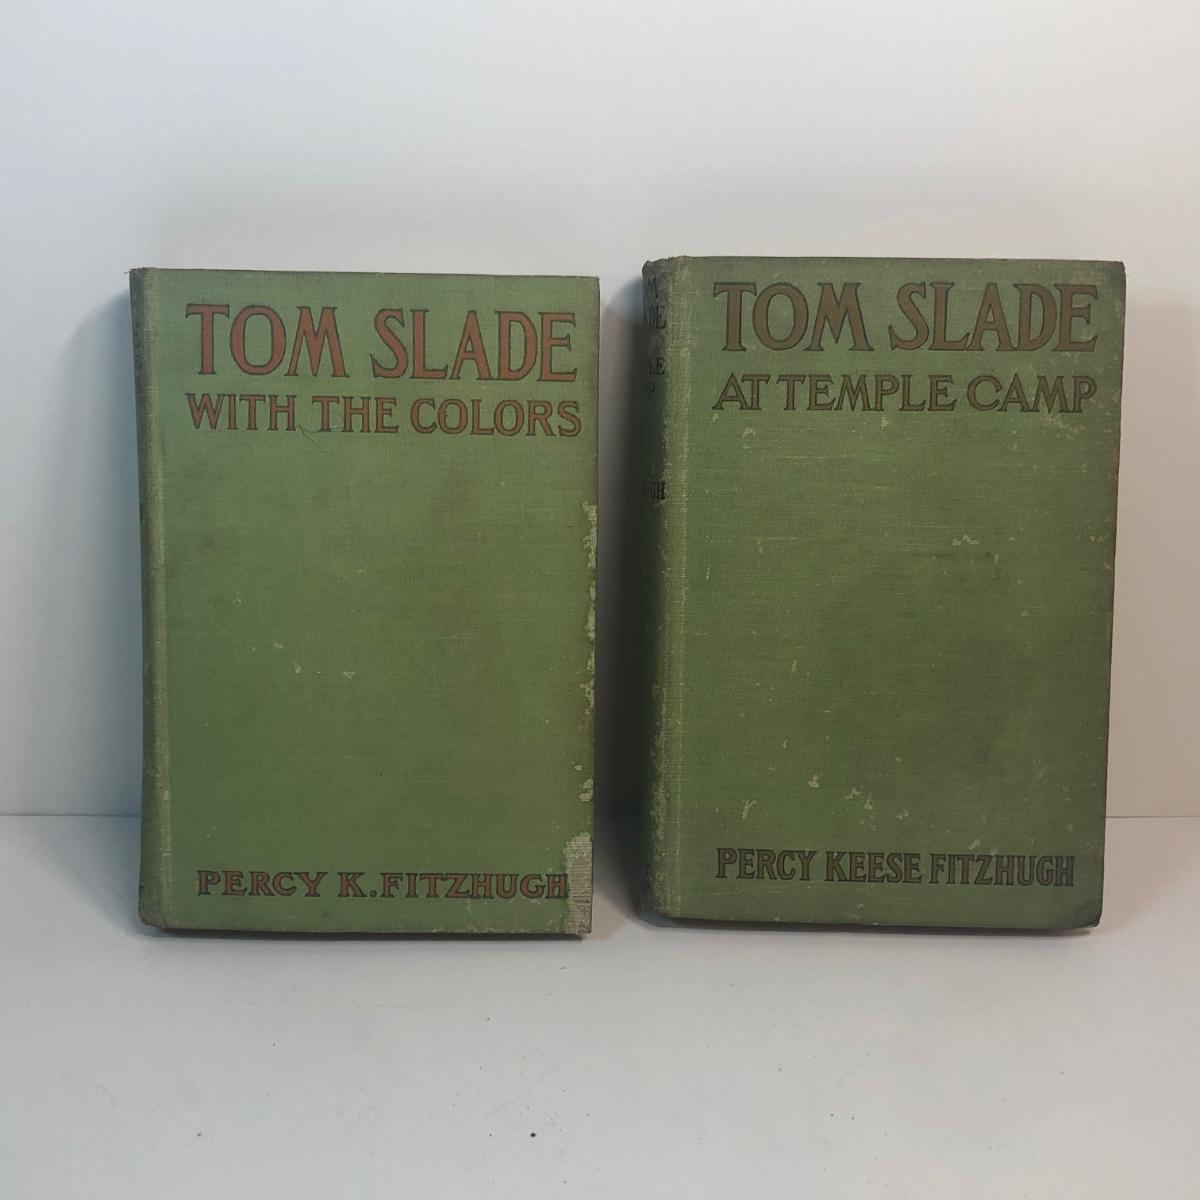 TOM SLADE
WITH THE COLORS
PERCY K. FITZHUGH
TOM SLADE
AT TEMPLE CAMP
PERCY KEESE FITZHUGH